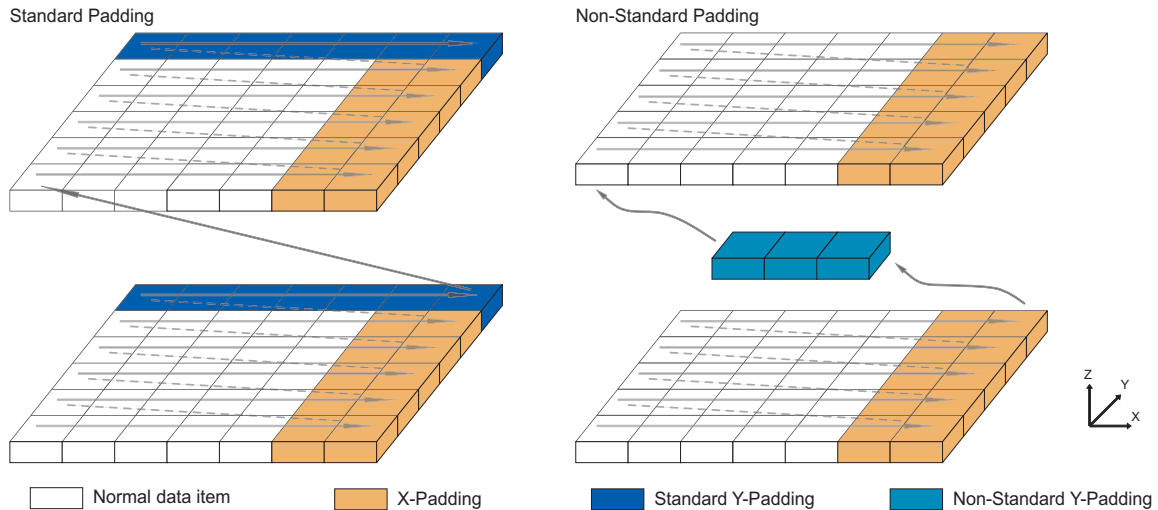 Standard Padding
Non-Standard Padding
Z
Y
X
Normal data item
X-Padding
Standard Y-Padding
Non-Standard Y-Padding